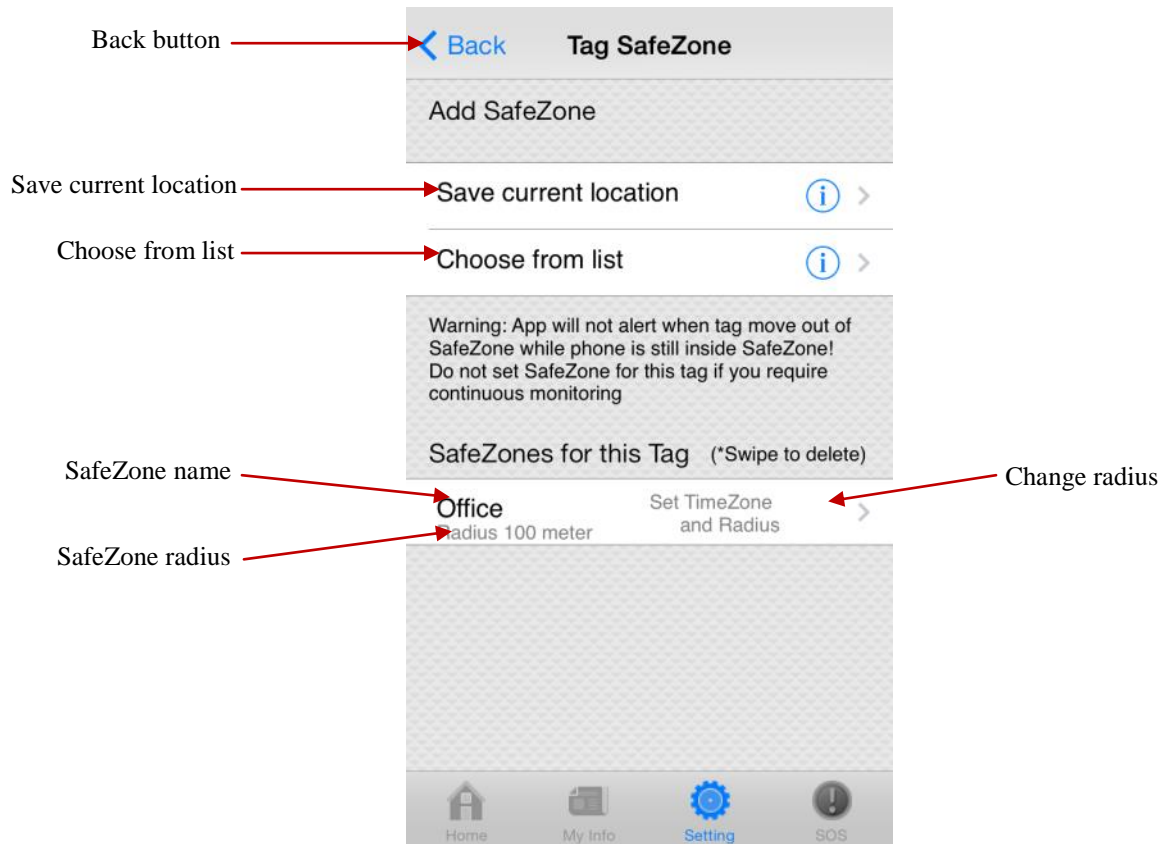 Back button
Back Tag SafeZone
Add SafeZone
Save current location
Save current location i
Choose from list
Choose from list i
Warning: App will not alert when tag move out of
SafeZone while phone is still inside SafeZone!
Do not set SafeZone for this tag if you require
continuous monitoring
SafeZones for this Tag (*Swipe to delete)
SafeZone name
Change radius
Office
Set TimeZone
and Radius
Radius 100 meter
SafeZone radius
Home My Info Setting SOS